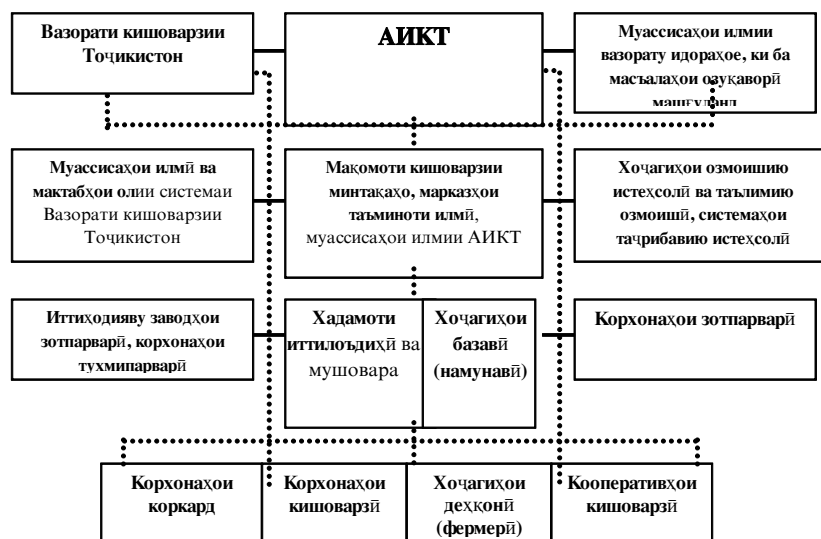 Вазорати кишоварзии
Тоҷикистон
АИКТ
Муассисаҳои илмии
вазорату идораҳое, ки ба
масъалаҳои озуқаворӣ
машғуланд
Муассисаҳои илмӣ ва
мактабҳои олии системаи
Вазорати кишоварзии
Тоҷикистон
Мақомоти кишоварзии
минтақаҳо, марказҳои
таъминоти илмӣ,
муассисаҳои илмии АИКТ
Хоҷагиҳои озмоишию
истеҳсолӣ ва таълимию
озмоишӣ, системаҳои
таҷрибавию истеҳсолӣ
Иттиҳодияву заводҳои
зотпарварӣ, корхонаҳои
тухмипарварӣ
Хадамоти
иттилоъдиҳӣ ва
мушовара
Хоҷагиҳои
базавӣ
(намунавӣ)
Корхонаҳои зотпарварӣ
Корхонаҳои
коркард
Корхонаҳои
кишоварзӣ
Хоҷагиҳои
деҳқонӣ
(фермерӣ)
Кооперативҳои
кишоварзӣ